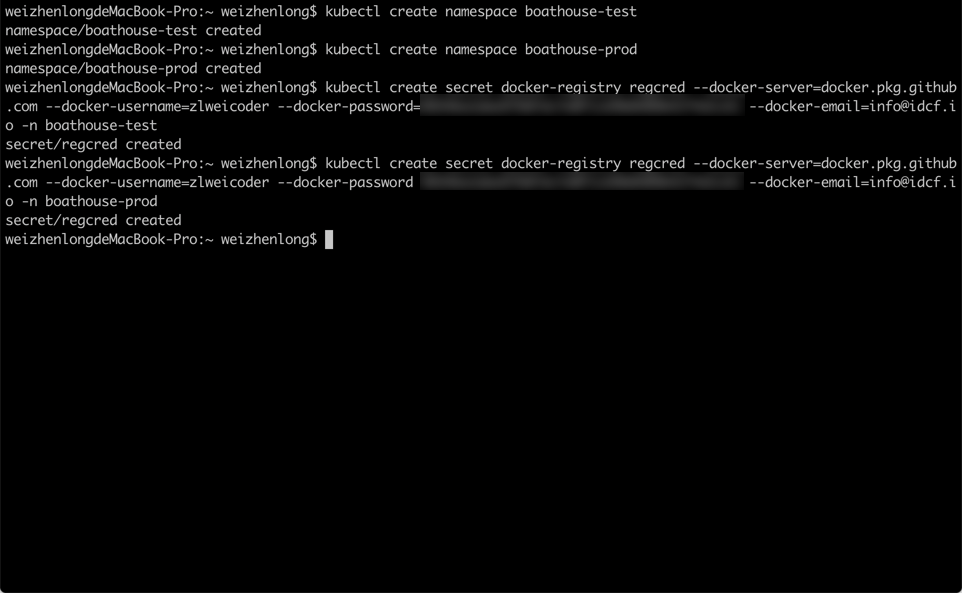 weizhenlongdeMacBook-Pro:~ weizhenlong$ kubectl create namespace boathouse-test
namespace/boathouse-test created
weizhenlongdeMacBook-Pro:~ weizhenlong$ kubectl create namespace boathouse-prod
namespace/boathouse-prod created
weizhenlongdeMacBook-Pro:~ weizhenlong$ kubectl create secret docker-registry regcred --docker-server=docker.pkg.github
.com --docker-username=zlweicoder --docker-password= --docker-email=info@idcf.i
o -n boathouse-test
secret/regcred created
weizhenlongdeMacBook-Pro:~ weizhenlong$ kubectl create secret docker-registry regcred --docker-server=docker.pkg.github
.com --docker-username=zlweicoder --docker-password --docker-email=info@idcf.i
o -n boathouse-prod
secret/regcred created
weizhenlongdeMacBook-Pro:~ weizhenlong$